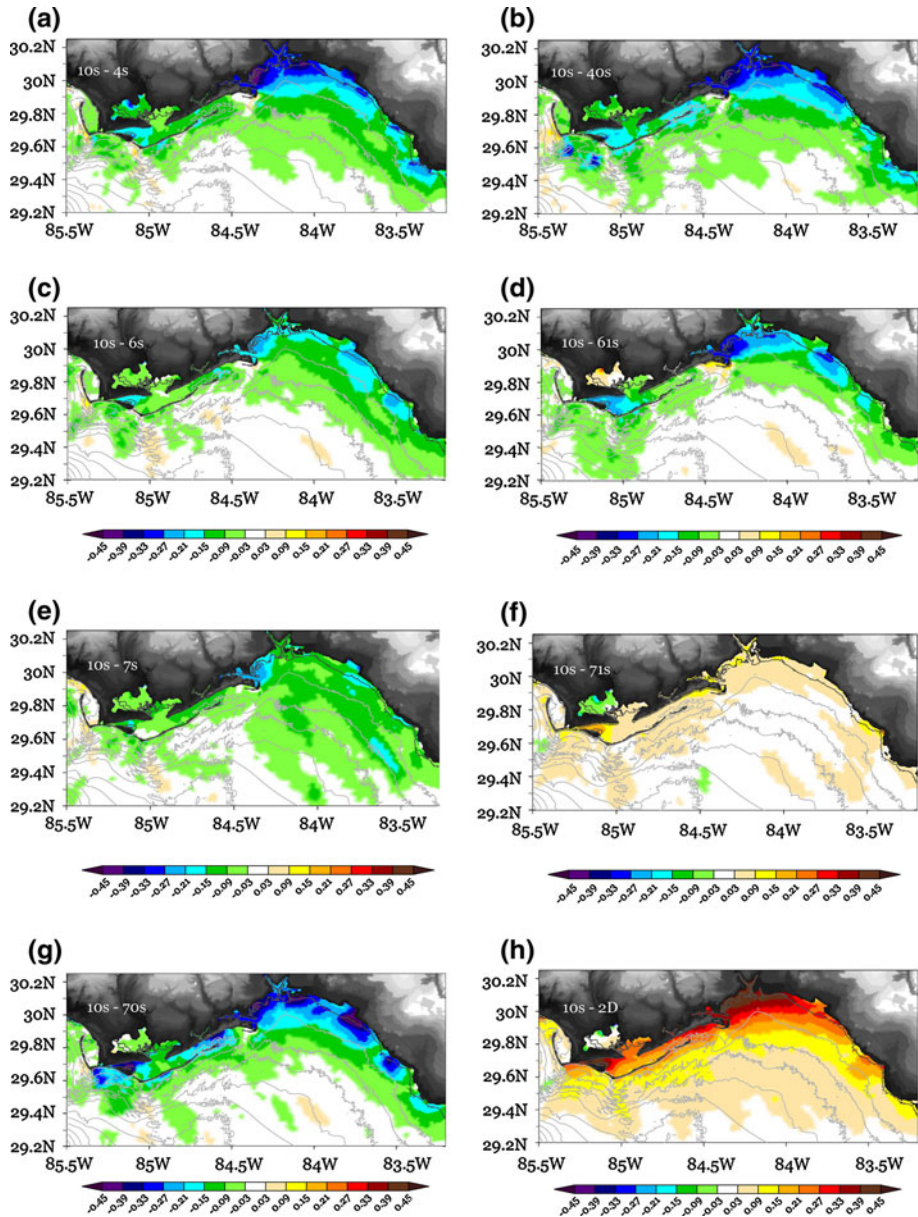 (a) (b)
30.2N 30.2N
10s - 4s 10s - 40s
30N 30N
29.8N 29.8N
29.6N 29.6N
29.4N 29.4N
29.2N 29.2N
85.5W 85W 84.5W 84W 83.5W 85.5W 85W 84.5W 84W 83.5W
(c) (d)
30.2N 30.2N
10s - 6s 10s - 61s
30N 30N
29.8N 29.8N
29.6N 29.6N
29.4N 29.4N
29.2N 29.2N
85.5W 85W 84.5W 84W 83.5W 85.5W 85W 84.5W 84W 83.5W
-0.45 -0.39 -0.33 -0.27 -0.21 -0.15 -0.09 -0.03 0.03 0.09 0.15 0.21 0.27 0.33 0.39 0.45 -0.45 -0.39 -0.33 -0.27 -0.21 -0.15 -0.09 -0.03 0.03 0.09 0.15 0.21 0.27 0.33 0.39 0.45
(e) (f)
30.2N 30.2N
10s - 7s 10s - 71s
30N 30N
29.8N 29.8N
29.6N 29.6N
29.4N 29.4N
29.2N 29.2N
85.5W 85W 84.5W 84W 83.5W 85.5W 85W 84.5W 84W 83.5W
-0.45 -0.39 -0.33 -0.27 -0.21 -0.15 -0.09 -0.03 0.03 0.09 0.15 0.21 0.27 0.33 0.39 0.45 -0.45 -0.39 -0.33 -0.27 -0.21 -0.15 -0.09 -0.03 0.03 0.09 0.15 0.21 0.27 0.33 0.39 0.45
(g) (h)
30.2N 30.2N
10s - 70s 10s - 2D
30N 30N
29.8N 29.8N
29.6N 29.6N
29.4N 29.4N
29.2N 29.2N
85.5W 85W 84.5W 84W 83.5W 85.5W 85W 84.5W 84W 83.5W
-0.45 -0.39 -0.33 -0.27 -0.21 -0.15 -0.09 -0.03 0.03 0.09 0.15 0.21 0.27 0.33 0.39 0.45 -0.45 -0.39 -0.33 -0.27 -0.21 -0.15 -0.09 -0.03 0.03 0.09 0.15 0.21 0.27 0.33 0.39 0.45